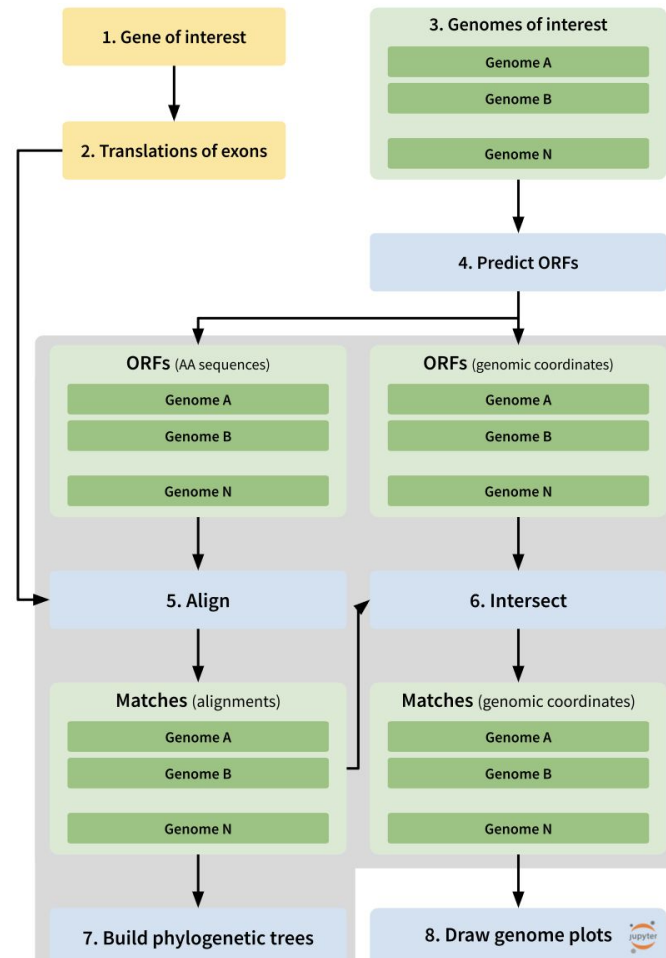 1. Gene of interest
2. Translations of exons
3. Genomes of interest
Genome A
Genome B
Genome N
4. Predict ORFs
ORFs (AA sequences)
Genome A
Genome B
Genome N
ORFs (genomic coordinates)
Genome A
Genome B
Genome N
5. Align
6. Intersect
Matches (alignments)
Genome A
Genome B
Genome N
Matches (genomic coordinates)
Genome A
Genome B
Genome N
7. Build phylogenetic trees
8. Draw genome plots
jupyter